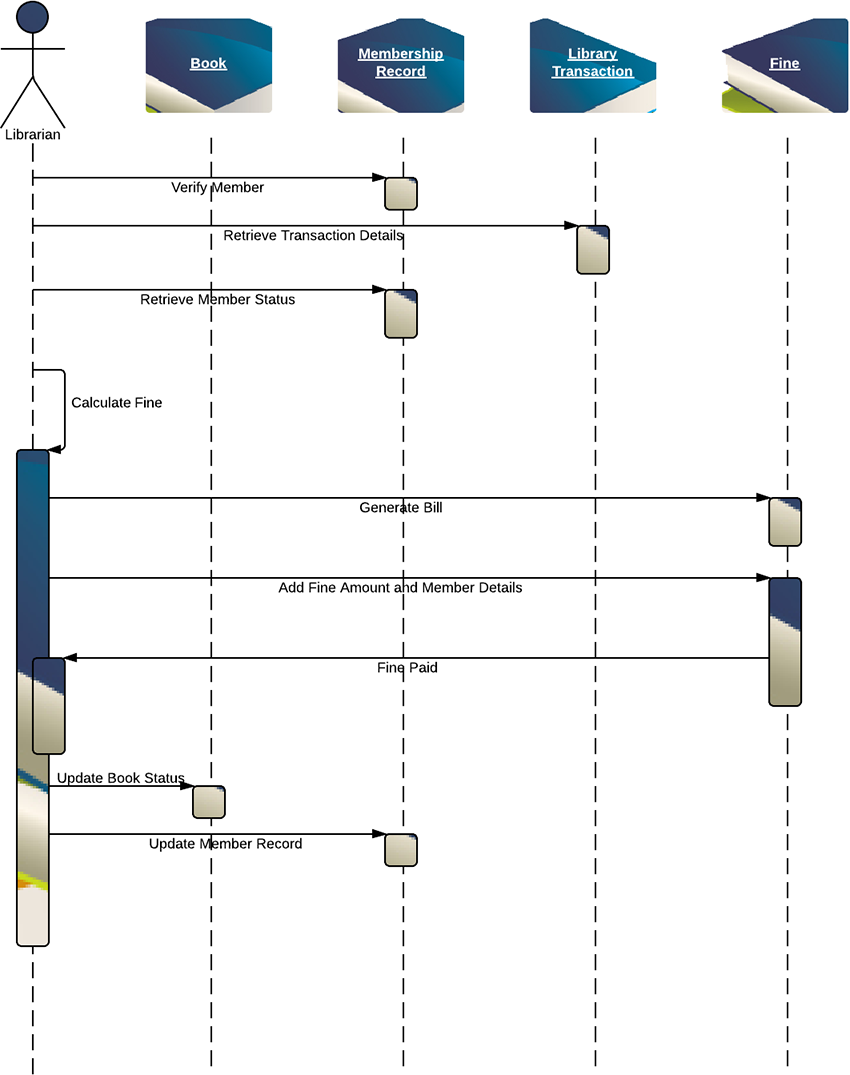 Librarian
Book
Membership
Record
Library
Transaction
Fine
Verify Member
Retrieve Transaction Details
Retrieve Member Status
Calculate Fine
Generate Bill
Add Fine Amount and Member Details
Fine Paid
Update Book Status
Update Member Record